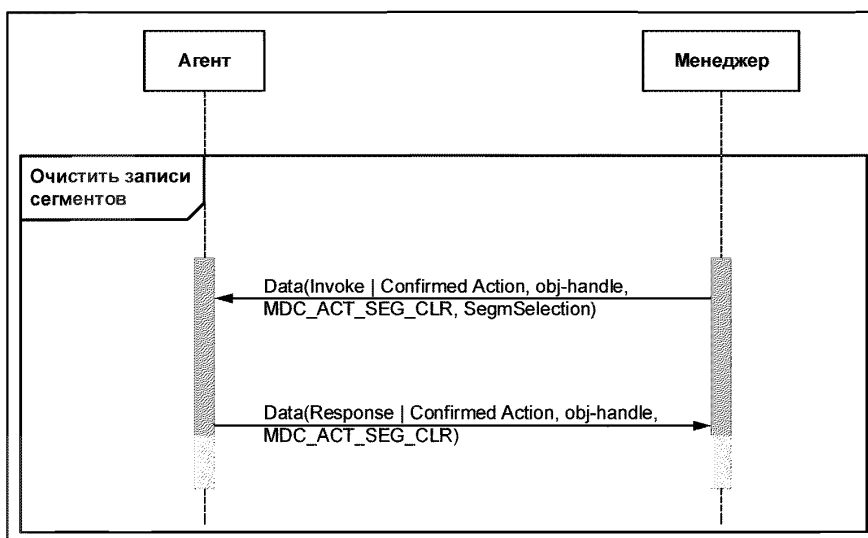 Агент
Менеджер
Очистить записи
сегментов
Data(Invoke | Confirmed Action, obj-handle,
MDC_ACT_SEG_CLR, SegmSelection)
Data(Response | Confirmed Action, obj-handle,
MDC_ACT_SEG_CLR)